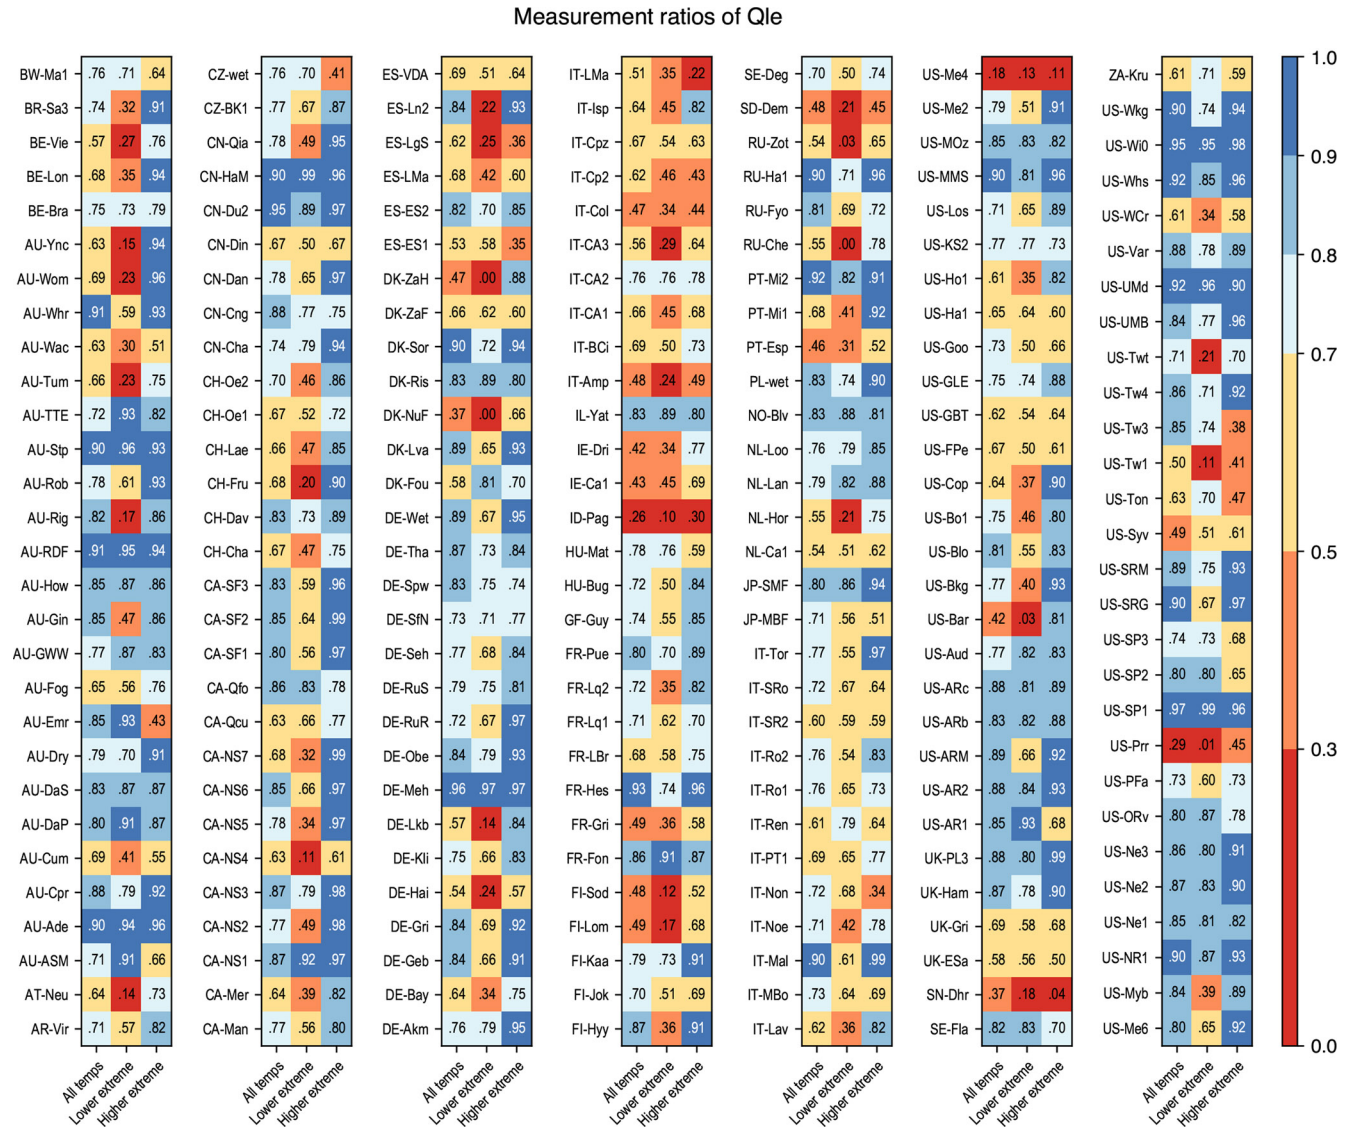 Measurement ratios of Qle
BW-Ma1 .76 .71 .64
BR-Sa3 .74 .32 .91
BE-Vie .57 .27 .76
BE-Lon .68 .35 .94
BE-Bra .75 .73 .79
AU-Ync .63 .15 .94
AU-Wom .69 .23 .96
AU-Whr .91 .59 .93
AU-Wac .63 .30 .51
AU-Tum .66 .23 .75
AU-TTE .72 .93 .82
AU-Stp .90 .96 .93
AU-Rob .78 .61 .93
AU-Rig .82 .17 .86
AU-RDF .91 .95 .94
AU-How .85 .87 .86
AU-Gin .85 .47 .86
AU-GWW .77 .87 .83
AU-Fog .65 .56 .76
AU-Emr .85 .93 .43
AU-Dry .79 .70 .91
AU-DaS .83 .87 .87
AU-DaP .80 .91 .87
AU-Cum .69 .41 .55
AU-Cpr .88 .79 .92
AU-Ade .90 .94 .96
AU-ASM .71 .91 .66
AT-Neu .64 .14 .73
AR-Vir .71 .57 .82
All temps
Lower extreme
Higher extreme
CZ-wet .76 .70 .41
CZ-BK1 .77 .67 .87
CN-Qia .78 .49 .95
CN-HaM .90 .99 .96
CN-Du2 .95 .89 .97
CN-Din .67 .50 .67
CN-Dan .78 .65 .97
CN-Cng .88 .77 .75
CN-Cha .74 .79 .94
CH-Oe2 .70 .46 .86
CH-Oe1 .67 .52 .72
CH-Lae .66 .47 .85
CH-Fru .68 .20 .90
CH-Dav .83 .73 .89
CH-Cha .67 .47 .75
CA-SF3 .83 .59 .96
CA-SF2 .85 .64 .99
CA-SF1 .80 .56 .97
CA-Qfo .86 .83 .78
CA-Qcu .63 .66 .77
CA-NS7 .68 .32 .99
CA-NS6 .85 .66 .97
CA-NS5 .78 .34 .97
CA-NS4 .63 .11 .61
CA-NS3 .87 .79 .98
CA-NS2 .77 .49 .98
CA-NS1 .87 .92 .97
CA-Mer .64 .39 .82
CA-Man .77 .56 .80
All temps
Lower extreme
Higher extreme
ES-VDA .69 .51 .64
ES-Ln2 .84 .22 .93
ES-LgS .62 .25 .36
ES-LMa .68 .42 .60
ES-ES2 .82 .70 .85
ES-ES1 .53 .58 .35
DK-ZaH .47 .00 .88
DK-ZaF .66 .62 .60
DK-Sor .90 .72 .94
DK-Ris .83 .89 .80
DK-NuF .37 .00 .66
DK-Lva .89 .65 .93
DK-Fou .58 .81 .70
DE-Wet .89 .67 .95
DE-Tha .87 .73 .84
DE-Spw .83 .75 .74
DE-SfN .73 .71 .77
DE-Seh .77 .68 .84
DE-RuS .79 .75 .81
DE-RuR .72 .67 .97
DE-Obe .84 .79 .93
DE-Meh .96 .97 .97
DE-Lkb .57 .14 .84
DE-Kli .75 .66 .83
DE-Hai .54 .24 .57
DE-Gri .84 .69 .92
DE-Geb .84 .66 .91
DE-Bay .64 .34 .75
DE-Akm .76 .79 .95
All temps
Lower extreme
Higher extreme
IT-LMa .51 .35 .22
IT-Isp .64 .45 .82
IT-Cpz .67 .54 .63
IT-Cp2 .62 .46 .43
IT-Col .47 .34 .44
IT-CA3 .56 .29 .64
IT-CA2 .76 .76 .78
IT-CA1 .66 .45 .68
IT-BCi .69 .50 .73
IT-Amp .48 .24 .49
IL-Yat .83 .89 .80
IE-Dri .42 .34 .77
IE-Ca1 .43 .45 .69
ID-Pag .26 .10 .30
HU-Mat .78 .76 .59
HU-Bug .72 .50 .84
GF-Guy .74 .55 .85
FR-Pue .80 .70 .89
FR-Lq2 .72 .35 .82
FR-Lq1 .71 .62 .70
FR-LBr .68 .58 .75
FR-Hes .93 .74 .96
FR-Gri .49 .36 .58
FR-Fon .86 .91 .87
FI-Sod .48 .12 .52
FI-Lom .49 .17 .68
FI-Kaa .79 .73 .91
FI-Jok .70 .51 .69
FI-Hyy .87 .36 .91
All temps
Lower extreme
Higher extreme
SE-Deg .70 .50 .74
SD-Dem .48 .21 .45
RU-Zot .54 .03 .65
RU-Ha1 .90 .71 .96
RU-Fyo .81 .69 .72
RU-Che .55 .00 .78
PT-Mi2 .92 .82 .91
PT-Mi1 .68 .41 .92
PT-Esp .46 .31 .52
PL-wet .83 .74 .90
NO-Blv .83 .88 .81
NL-Loo .76 .79 .85
NL-Lan .79 .82 .88
NL-Hor .55 .21 .75
NL-Ca1 .54 .51 .62
JP-SMF .80 .86 .94
JP-MBF .71 .56 .51
IT-Tor .77 .55 .97
IT-SRo .72 .67 .64
IT-SR2 .60 .59 .59
IT-Ro2 .76 .54 .83
IT-Ro1 .76 .65 .73
IT-Ren .61 .79 .64
IT-PT1 .69 .65 .77
IT-Non .72 .68 .34
IT-Noe .71 .42 .78
IT-Mal .90 .61 .99
IT-MBo .73 .64 .69
IT-Lav .62 .36 .82
All temps
Lower extreme
Higher extreme
US-Me4 .18 .13 .11
US-Me2 .79 .51 .91
US-MOz .85 .83 .82
US-MMS .90 .81 .96
US-Los .71 .65 .89
US-KS2 .77 .77 .73
US-Ho1 .61 .35 .82
US-Ha1 .65 .64 .60
US-Goo .73 .50 .66
US-GLE .75 .74 .88
US-GBT .62 .54 .64
US-FPe .67 .50 .61
US-Cop .64 .37 .90
US-Bo1 .75 .46 .80
US-Blo .81 .55 .83
US-Bkg .77 .40 .93
US-Bar .42 .03 .81
US-Aud .77 .82 .83
US-ARc .88 .81 .89
US-ARb .83 .82 .88
US-ARM .89 .66 .92
US-AR2 .88 .84 .93
US-AR1 .85 .93 .68
UK-PL3 .88 .80 .99
UK-Ham .87 .78 .90
UK-Gri .69 .58 .68
UK-ESa .58 .56 .50
SN-Dhr .37 .18 .04
SE-Fla .82 .83 .70
All temps
Lower extreme
Higher extreme
ZA-Kru .61 .71 .59
US-Wkg .90 .74 .94
US-Wi0 .95 .95 .98
US-Whs .92 .85 .96
US-WCr .61 .34 .58
US-Var .88 .78 .89
US-UMd .92 .96 .90
US-UMB .84 .77 .96
US-Twt .71 .21 .70
US-Tw4 .86 .71 .92
US-Tw3 .85 .74 .38
US-Tw1 .50 .11 .41
US-Ton .63 .70 .47
US-Syv .49 .51 .61
US-SRM .89 .75 .93
US-SRG .90 .67 .97
US-SP3 .74 .73 .68
US-SP2 .80 .80 .65
US-SP1 .97 .99 .96
US-Prr .29 .01 .45
US-PFa .73 .60 .73
US-ORv .80 .87 .78
US-Ne3 .86 .80 .91
US-Ne2 .87 .83 .90
US-Ne1 .85 .81 .82
US-NR1 .90 .87 .93
US-Myb .84 .39 .89
US-Me6 .80 .65 .92
All temps
Lower extreme
Higher extreme
1.0
0.9
0.8
0.7
0.5
0.3
0.0